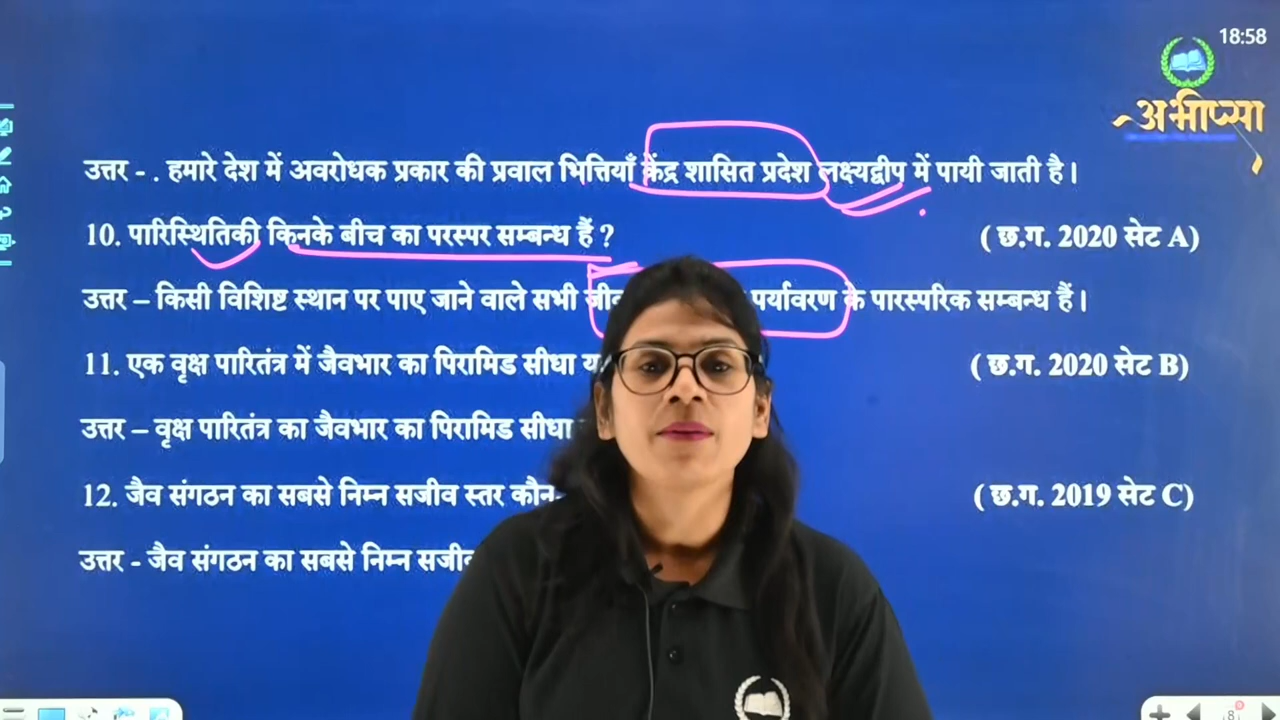 18:58
अभीप्सा
उत्तर - . हमारे देश में अवरोधक प्रकार की प्रवाल भित्तियाँ केंद्र शासित प्रदेश लक्ष्यद्वीप में पायी जाती है।
10. पारिस्थितिकी किनके बीच का परस्पर सम्बन्ध हैं ? ( छ.ग. 2020 सेट A)
उत्तर – किसी विशिष्ट स्थान पर पाए जाने वाले सभी पर्यावरण के पारस्परिक सम्बन्ध हैं।
11. एक वृक्ष पारितंत्र में जैवभार का पिरामिड सीधा ( छ.ग. 2020 सेट B)
उत्तर – वृक्ष पारितंत्र का जैवभार का पिरामिड सीधा
12. जैव संगठन का सबसे निम्न सजीव स्तर कौन- ( छ.ग. 2019 सेट C)
उत्तर - जैव संगठन का सबसे निम्न
8